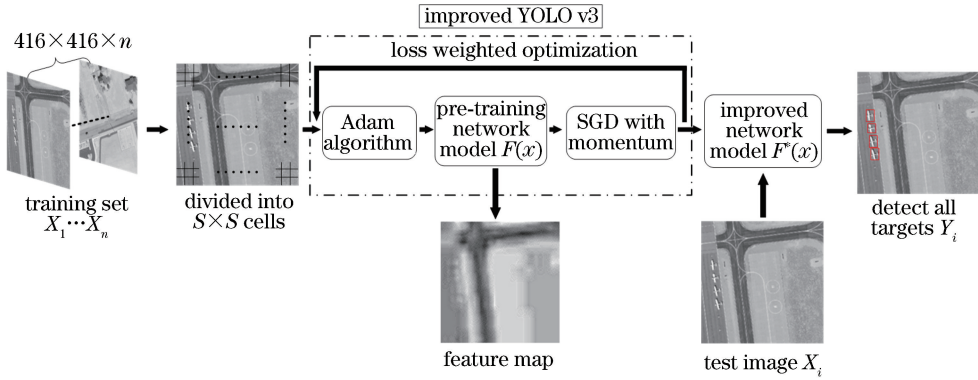 improved YOLO v3
416×416×n
loss weighted optimization
Adam
algorithm
pre-training
network
model F(x)
SGD with
momentum
improved
network
model F*(x)
training set
X₁⋯Xₙ
divided into
S×S cells
detect all
targets Yᵢ
feature map
test image Xᵢ